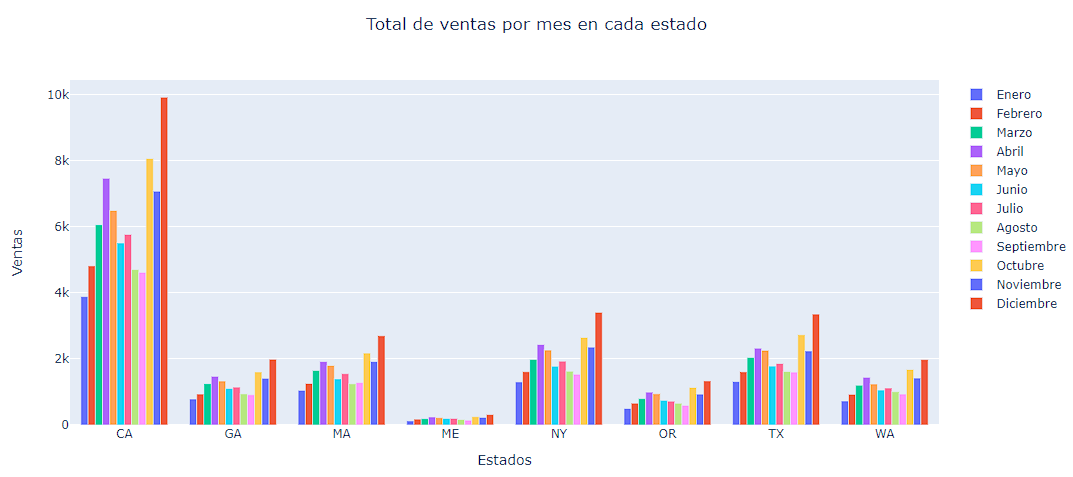 Total de ventas por mes en cada estado
Ventas
10k
8k
6k
4k
2k
0
CA GA MA ME NY OR TX WA
Estados
Enero
Febrero
Marzo
Abril
Mayo
Junio
Julio
Agosto
Septiembre
Octubre
Noviembre
Diciembre